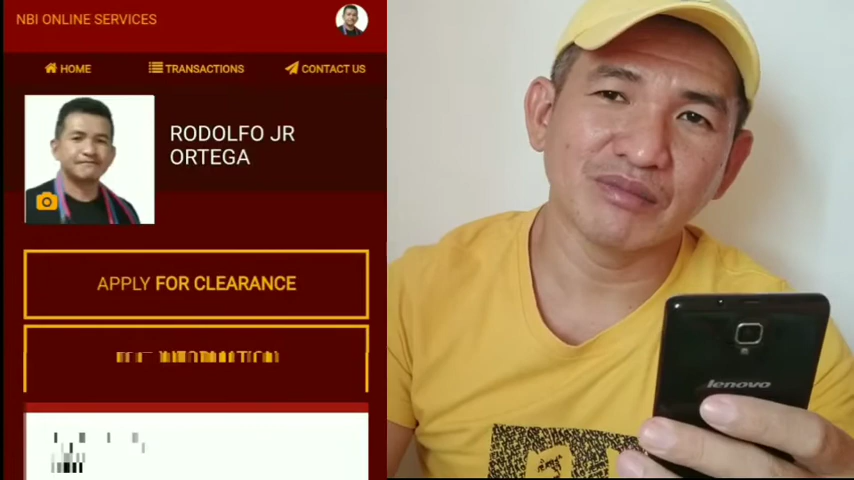 NBI ONLINE SERVICES
HOME
TRANSACTIONS
CONTACT US
RODOLFO JR
ORTEGA
APPLY FOR CLEARANCE
lenovo